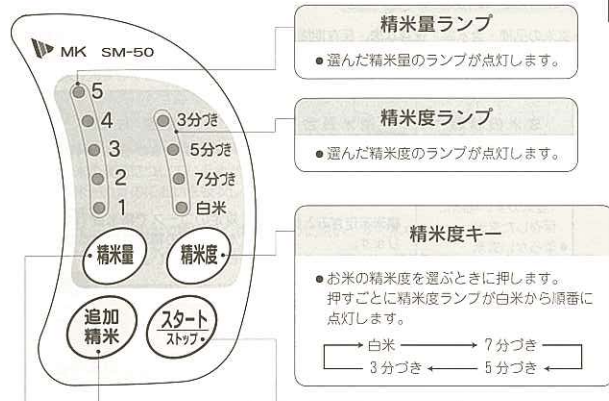 MK SM-50
5
4
3
2
1
3分づき
5分づき
7分づき
白米
精米量
精米度
追加
精米
スタート
ストップ
精米量ランプ
●選んだ精米量のランプが点灯します。
精米度ランプ
●選んだ精米度のランプが点灯します。
精米度キー
●お米の精米度を選ぶときに押します。
押すごとに精米度ランプが白米から順番に
点灯します。
→白米→7分づき
3分づき←5分づき←